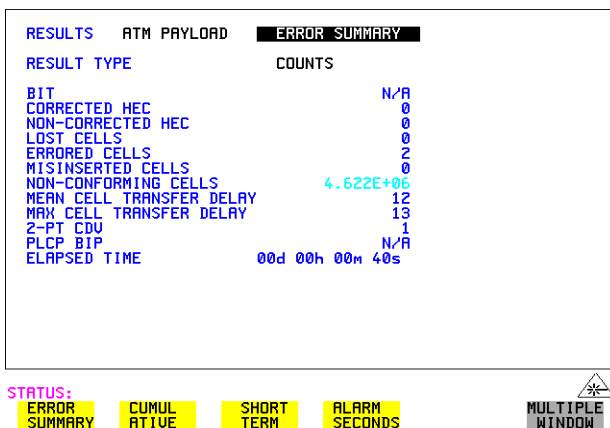 RESULTS ATM PAYLOAD ERROR SUMMARY
RESULT TYPE COUNTS
BIT N/A
CORRECTED HEC 0
NON-CORRECTED HEC 0
LOST CELLS 0
ERRORED CELLS 2
MISINSERTED CELLS 0
NON-CONFORMING CELLS 4.622E+06
MEAN CELL TRANSFER DELAY 12
MAX CELL TRANSFER DELAY 13
2-PT CDV 1
PLCP BIP N/A
ELAPSED TIME 00d 00h 00m 40s
STATUS:
ERROR CUMUL SHORT ALARM MULTIPLE
SUMMARY ATIVE TERM SECONDS WINDOW